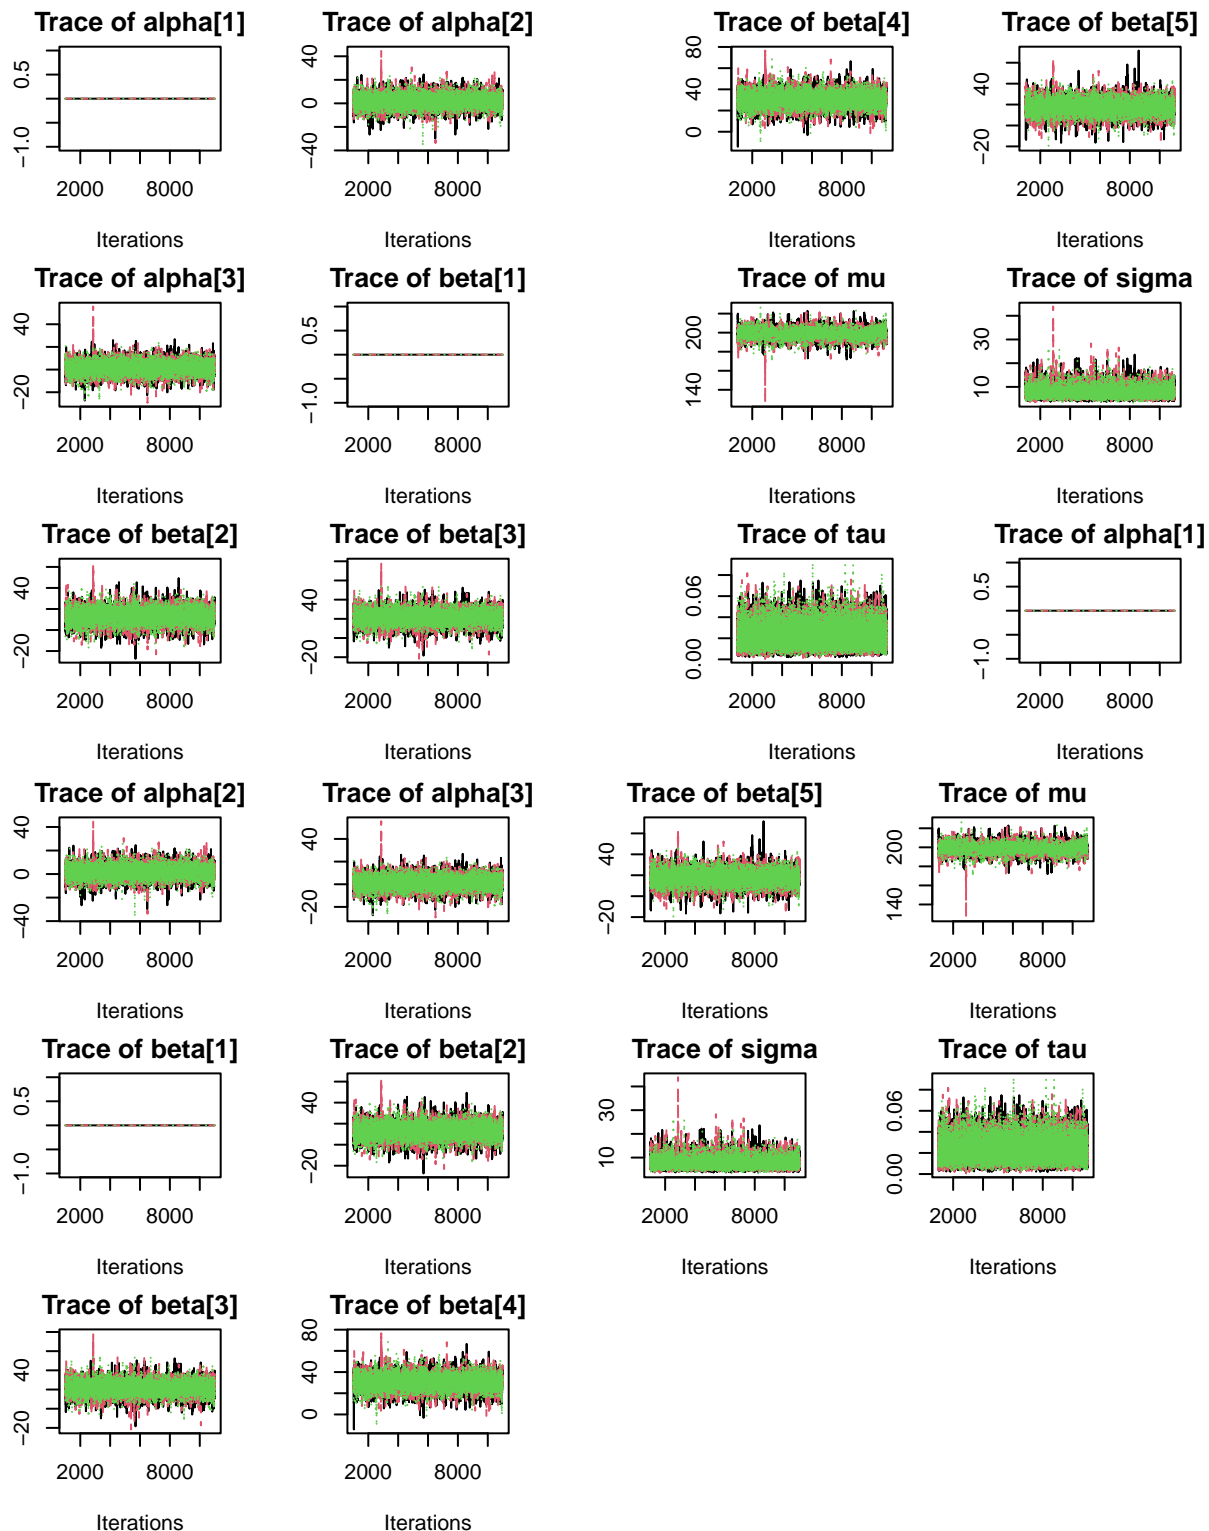 Trace of alpha[1] Trace of alpha[2] Trace of beta[4] Trace of beta[5]
−1.0 0.5
−40 0 40
0 40 80
−20 40
2000 8000 2000 8000 2000 8000 2000 8000
Iterations Iterations Iterations Iterations
Trace of alpha[3] Trace of beta[1] Trace of mu Trace of sigma
−20 40
−1.0 0.5
140 200
10 30
2000 8000 2000 8000 2000 8000 2000 8000
Iterations Iterations Iterations Iterations
Trace of beta[2] Trace of beta[3] Trace of tau Trace of alpha[1]
−20 40
−20 40
0.00 0.06
−1.0 0.5
2000 8000 2000 8000 2000 8000 2000 8000
Iterations Iterations Iterations Iterations
Trace of alpha[2] Trace of alpha[3] Trace of beta[5] Trace of mu
−40 0 40
−20 40
−20 40
140 200
2000 8000 2000 8000 2000 8000 2000 8000
Iterations Iterations Iterations Iterations
Trace of beta[1] Trace of beta[2] Trace of sigma Trace of tau
−1.0 0.5
−20 40
10 30
0.00 0.06
2000 8000 2000 8000 2000 8000 2000 8000
Iterations Iterations Iterations Iterations
Trace of beta[3] Trace of beta[4]
−20 40
0 40 80
2000 8000 2000 8000
Iterations Iterations